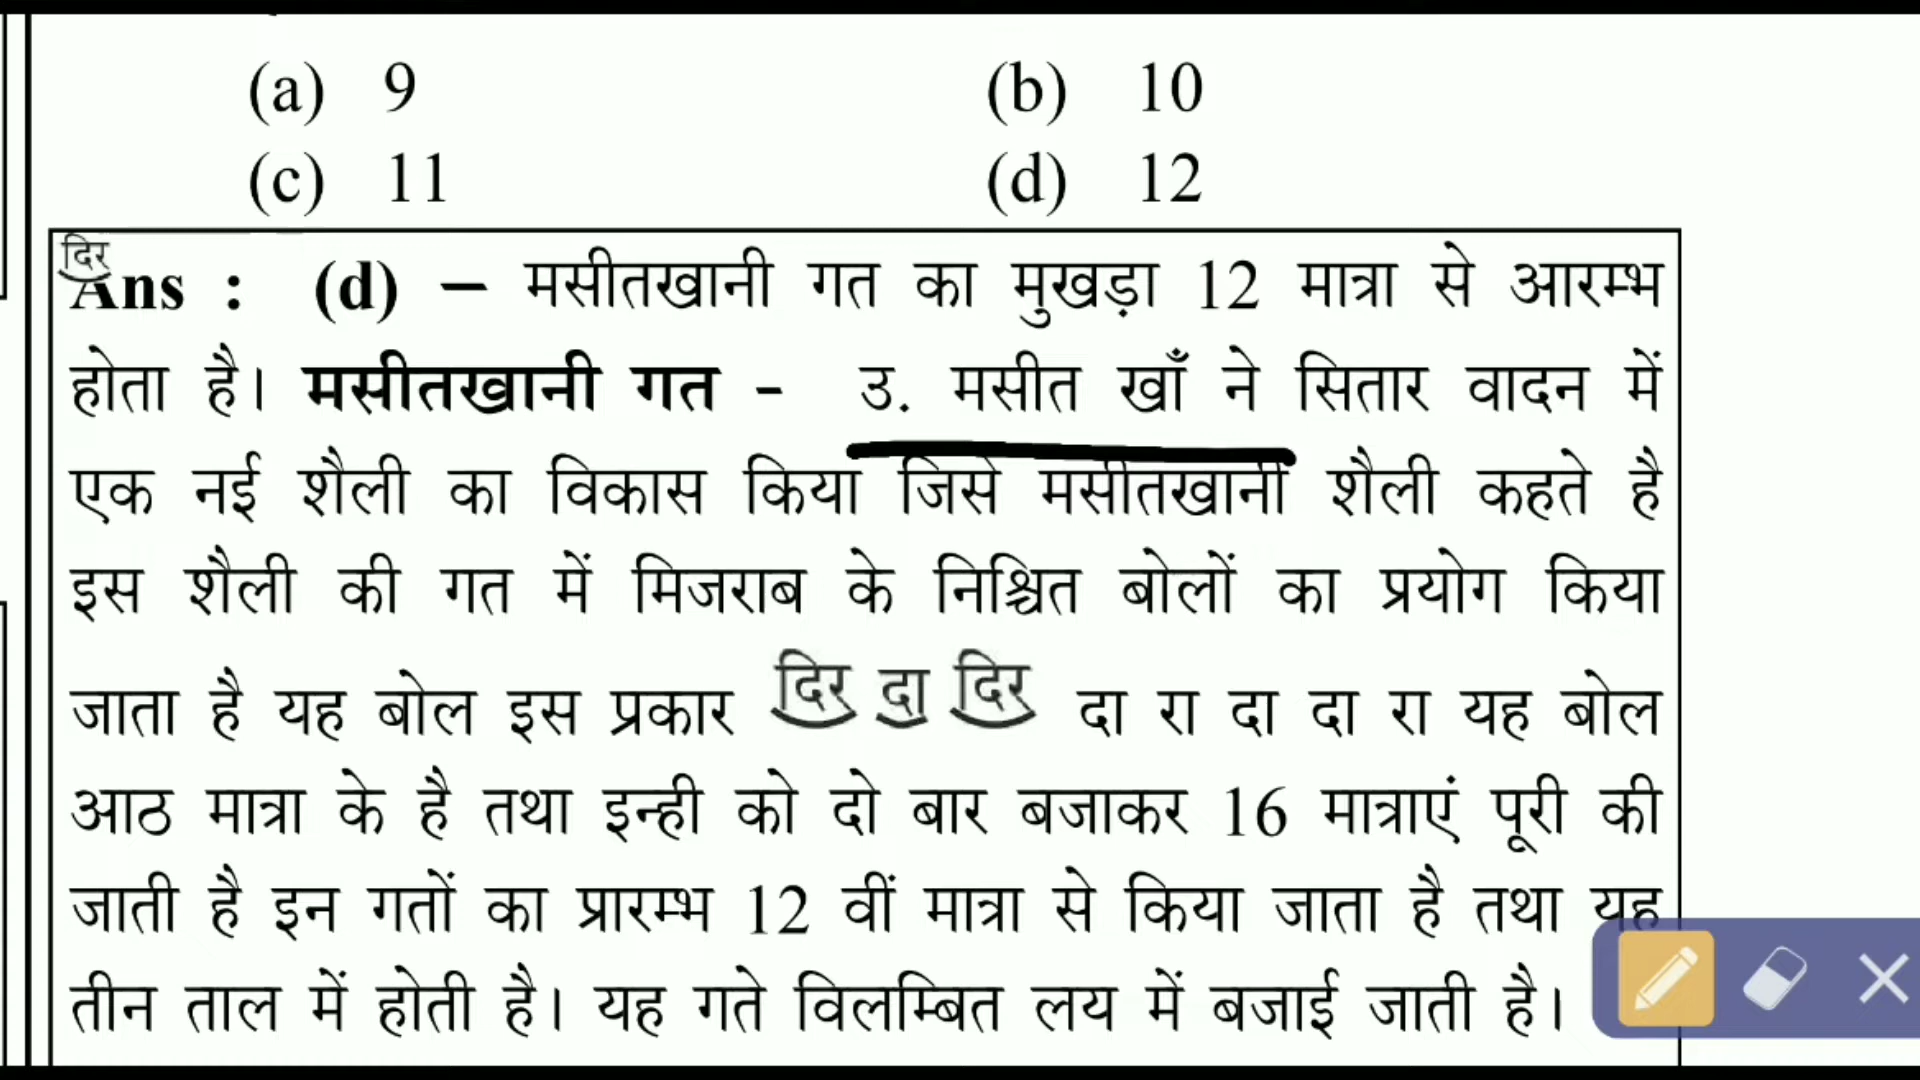 (a) 9 (b) 10
(c) 11 (d) 12
दिर
Ans : (d) – मसीतखानी गत का मुखड़ा 12 मात्रा से आरम्भ
होता है। मसीतखानी गत - उ. मसीत खाँ ने सितार वादन में
एक नई शैली का विकास किया जिसे मसीतखानी शैली कहते है
इस शैली की गत में मिजराब के निश्चित बोलों का प्रयोग किया
जाता है यह बोल इस प्रकार दिर दा दिर दा रा दा दा रा यह बोल
आठ मात्रा के है तथा इन्ही को दो बार बजाकर 16 मात्राएं पूरी की
जाती है इन गतों का प्रारम्भ 12 वीं मात्रा से किया जाता है तथा यह
तीन ताल में होती है। यह गते विलम्बित लय में बजाई जाती है।